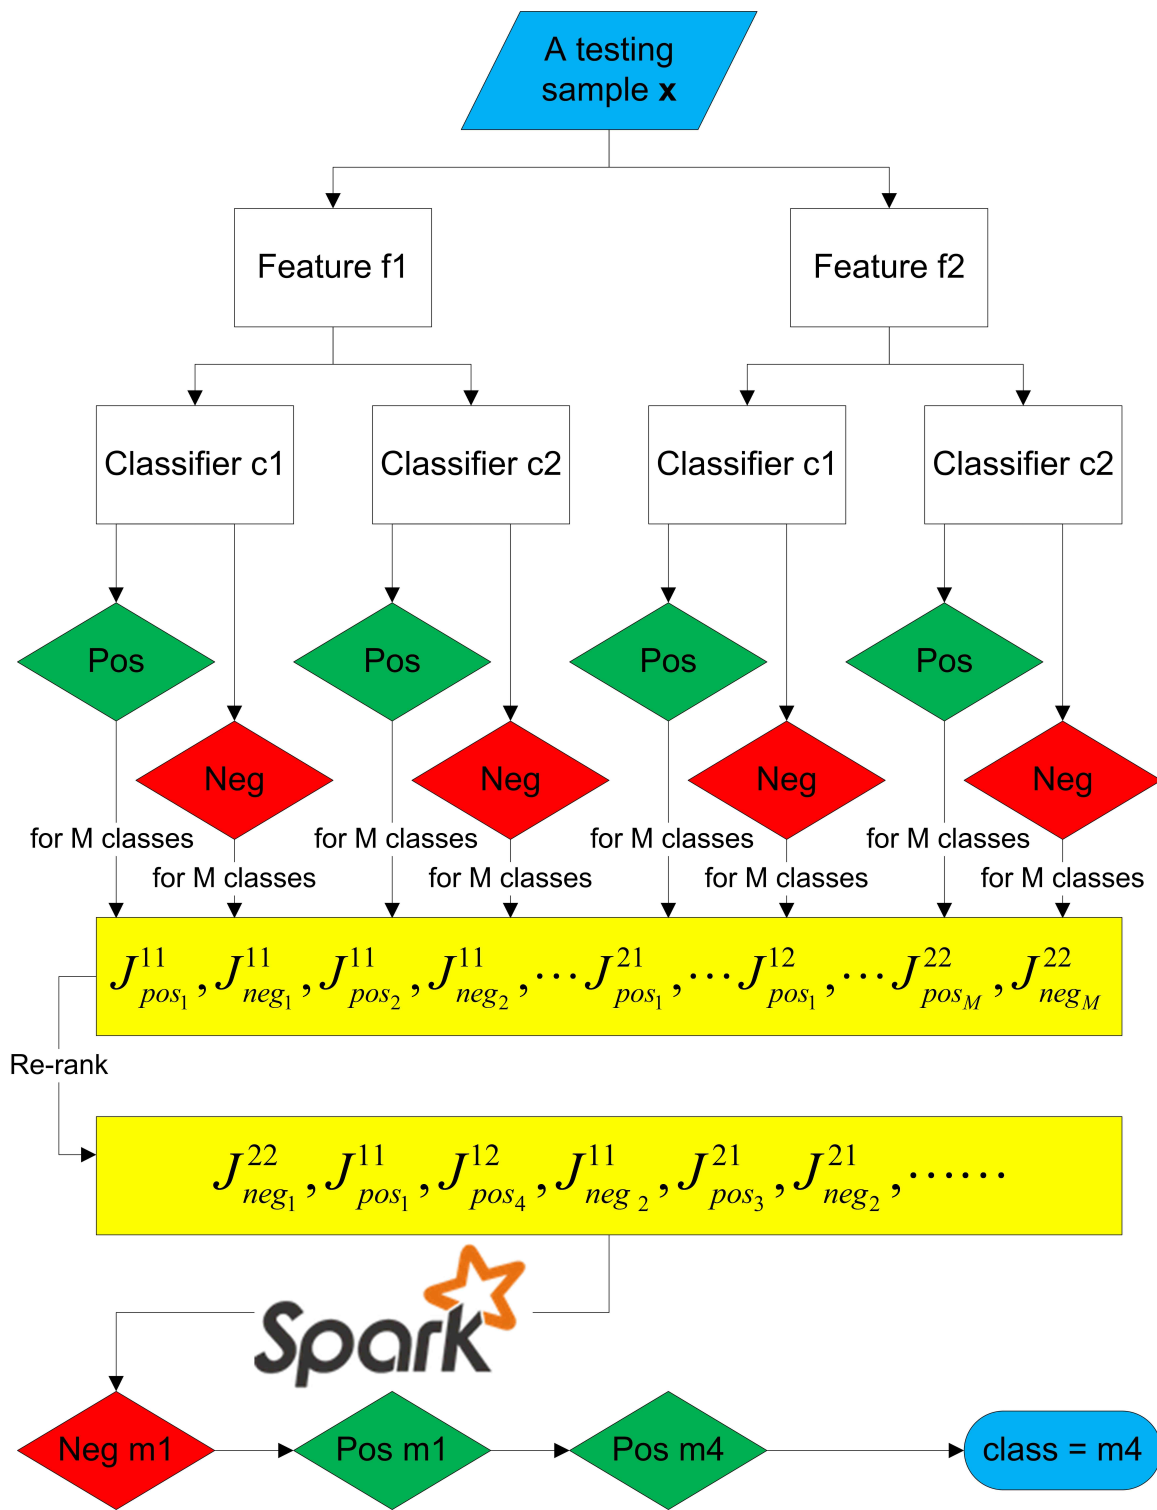 A testing
sample x
Feature f1 Feature f2
Classifier c1 Classifier c2 Classifier c1 Classifier c2
Pos Pos Pos Pos
Neg Neg Neg Neg
for M classes for M classes for M classes for M classes
for M classes for M classes for M classes for M classes
J^{11}_{pos_1}, J^{11}_{neg_1}, J^{11}_{pos_2}, J^{11}_{neg_2}, ⋯ J^{21}_{pos_1}, ⋯ J^{12}_{pos_1}, ⋯ J^{22}_{pos_M}, J^{22}_{neg_M}
Re-rank
J^{22}_{neg_1}, J^{11}_{pos_1}, J^{12}_{pos_4}, J^{11}_{neg_2}, J^{21}_{pos_3}, J^{21}_{neg_2}, ⋯⋯
Spark
Neg m1 Pos m1 Pos m4 class = m4